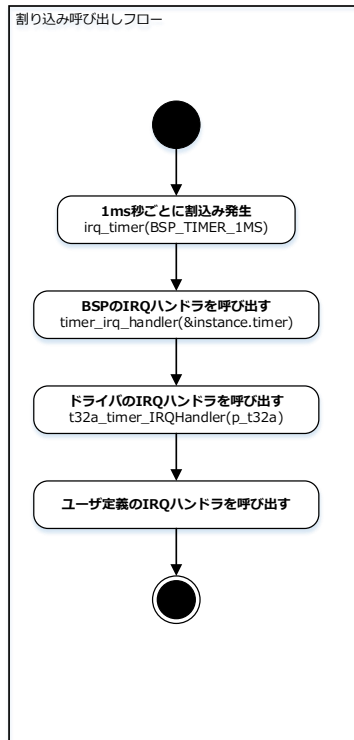 割り込み呼び出しフロー
1ms秒ごとに割込み発生
irq_timer(BSP_TIMER_1MS)
BSPのIRQハンドラを呼び出す
timer_irq_handler(&instance.timer)
ドライバのIRQハンドラを呼び出す
t32a_timer_IRQHandler(p_t32a)
ユーザ定義のIRQハンドラを呼び出す